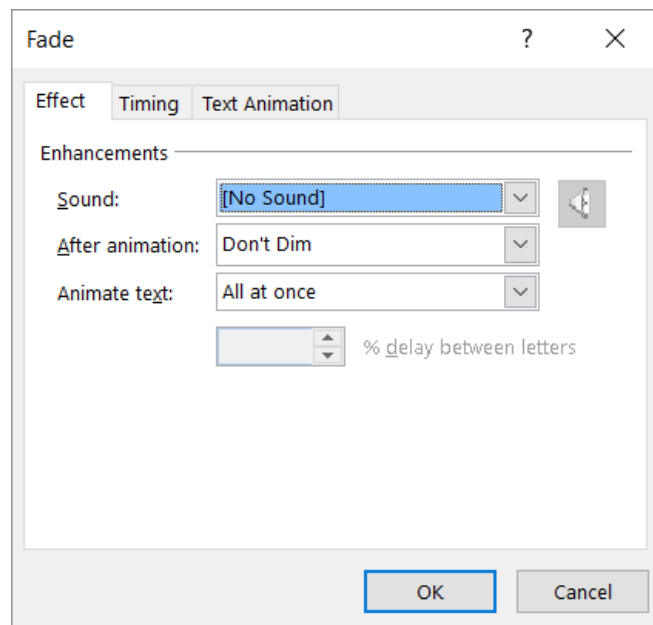 Fade ?
Effect Timing Text Animation
Enhancements
Sound: [No Sound]
After animation: Don't Dim
Animate text: All at once
% delay between letters
OK Cancel